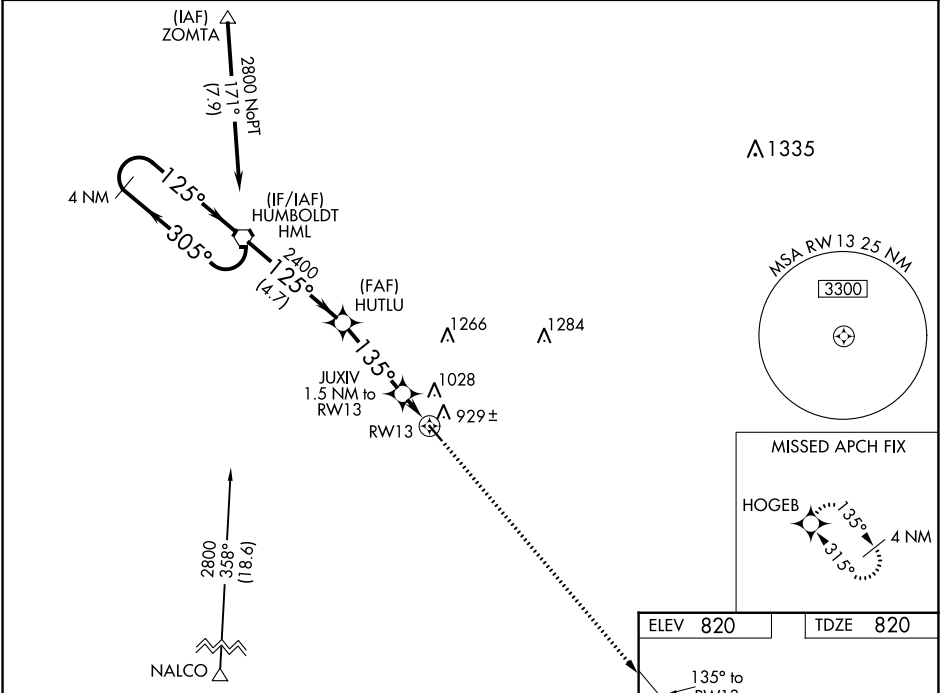 (IAF)
ZOMTA
2800 NoPT
171°
(7.9)
1335
4 NM
125°
305°
(IF/IAF)
HUMBOLDT
HML
2400
125°
(4.7)
(FAF)
HUTLU
MSA RW 13 25 NM
3300
1266
1284
135°
JUXIV
1.5 NM to
RW13
1028
929 ±
RW13
MISSED APCH FIX
HOGEB
135°
315°
4 NM
2800
358°
(18.6)
NALCO
ELEV 820
TDZE 820
135° to
RW13